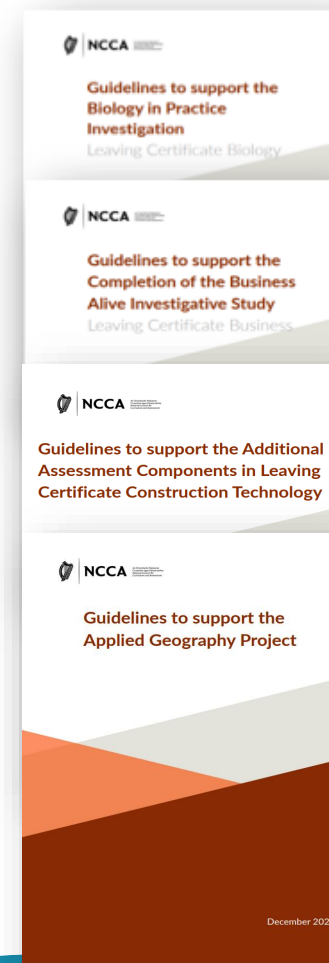 NCCA
Guidelines to support the
Biology in Practice
Investigation
Leaving Certificate Biology
NCCA
Guidelines to support the
Completion of the Business
Alive Investigative Study
Leaving Certificate Business
NCCA
Guidelines to support the Additional
Assessment Components in Leaving
Certificate Construction Technology
NCCA
Guidelines to support the
Applied Geography Project
December 202